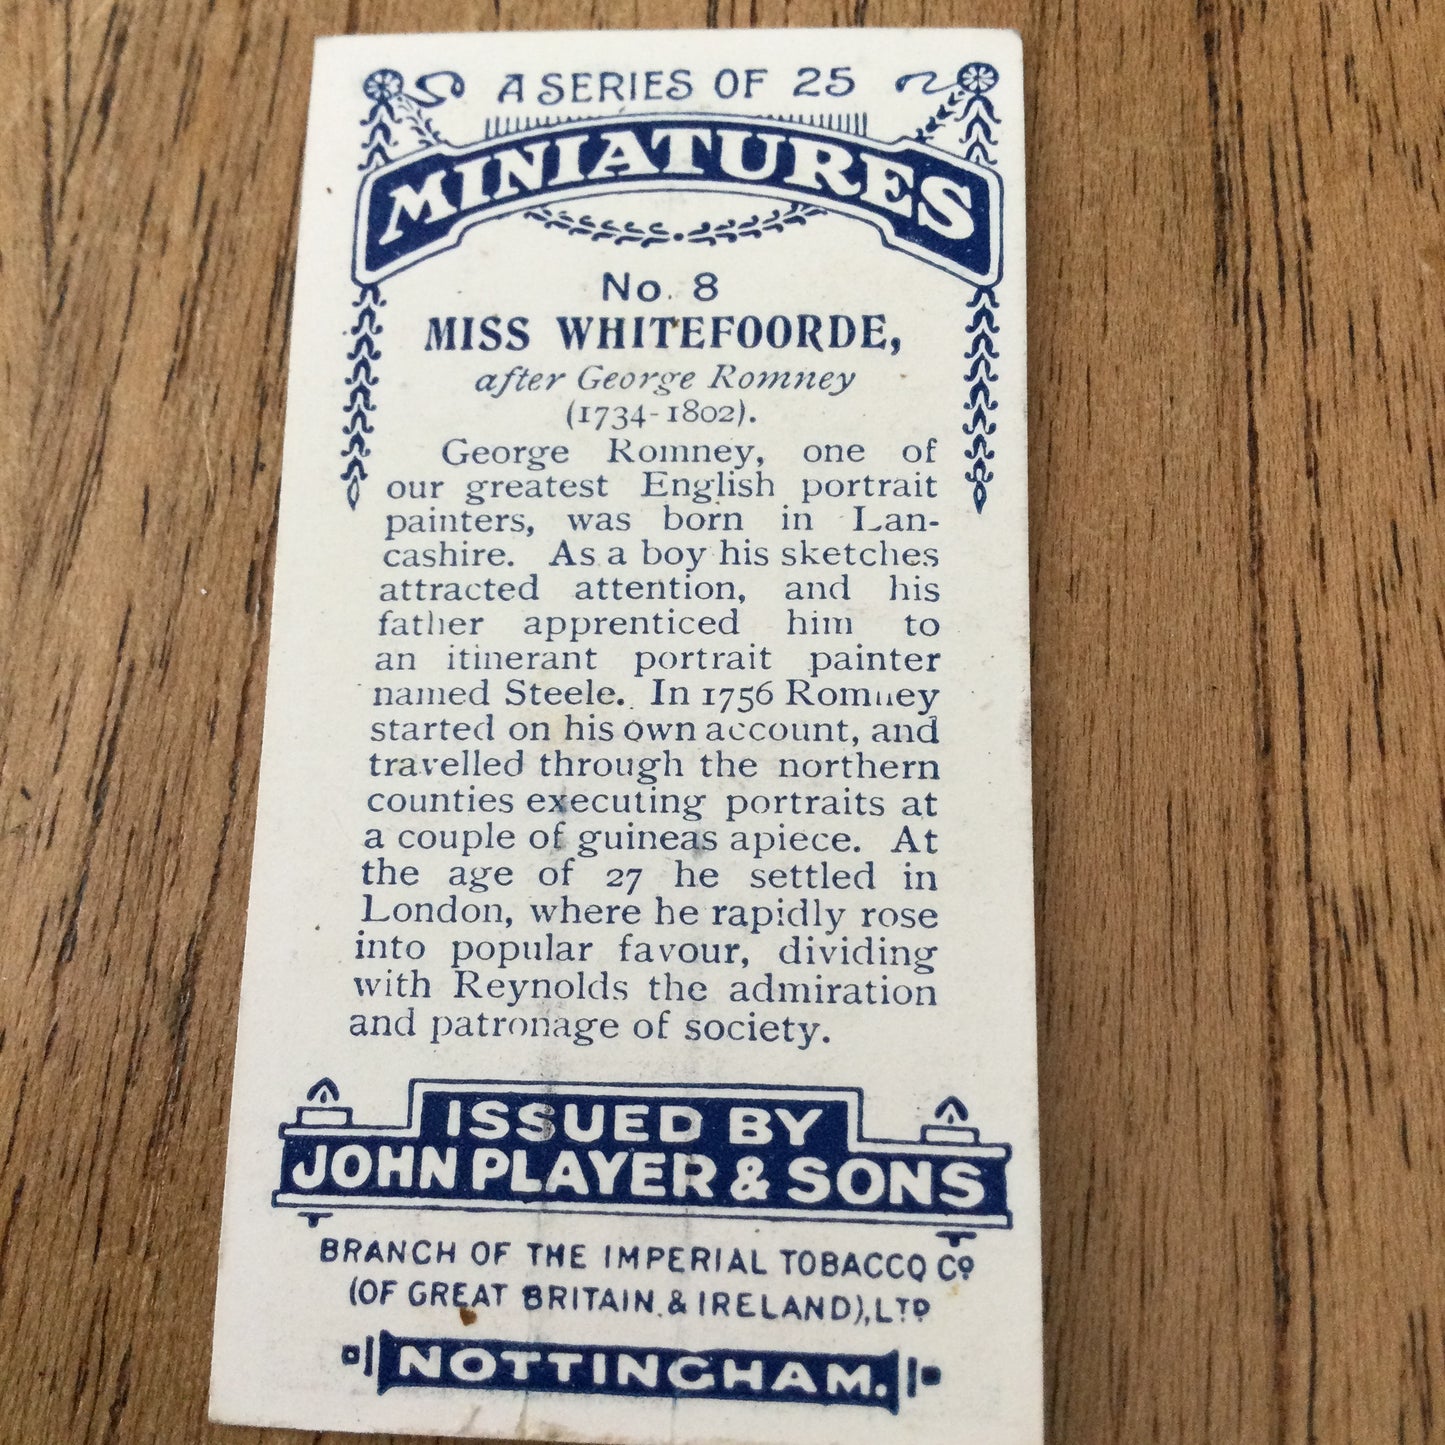 A SERIES OF 25
MINIATURES
No. 8
MISS WHITEFOORDE,
after George Romney
(1734-1802).
George Romney, one of
our greatest English portrait
painters, was born in Lan-
cashire. As a boy his sketches
attracted attention, and his
father apprenticed him to
an itinerant portrait painter
named Steele. In 1756 Romney
started on his own account, and
travelled through the northern
counties executing portraits at
a couple of guineas apiece. At
the age of 27 he settled in
London, where he rapidly rose
into popular favour, dividing
with Reynolds the admiration
and patronage of society.
ISSUED BY
JOHN PLAYER & SONS
BRANCH OF THE IMPERIAL TOBACCO Co
(OF GREAT BRITAIN & IRELAND), LTD
NOTTINGHAM.